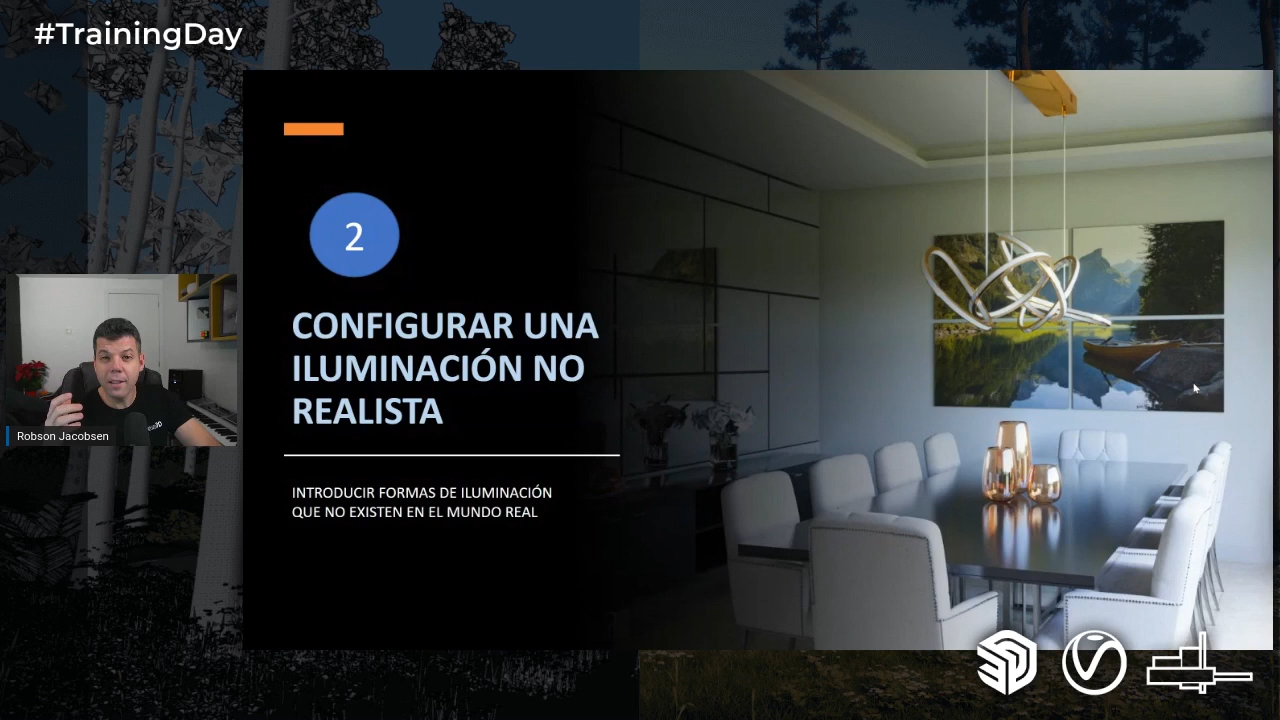 #TrainingDay
2
CONFIGURAR UNA
ILUMINACIÓN NO
REALISTA
INTRODUCIR FORMAS DE ILUMINACIÓN
QUE NO EXISTEN EN EL MUNDO REAL
Robson Jacobsen